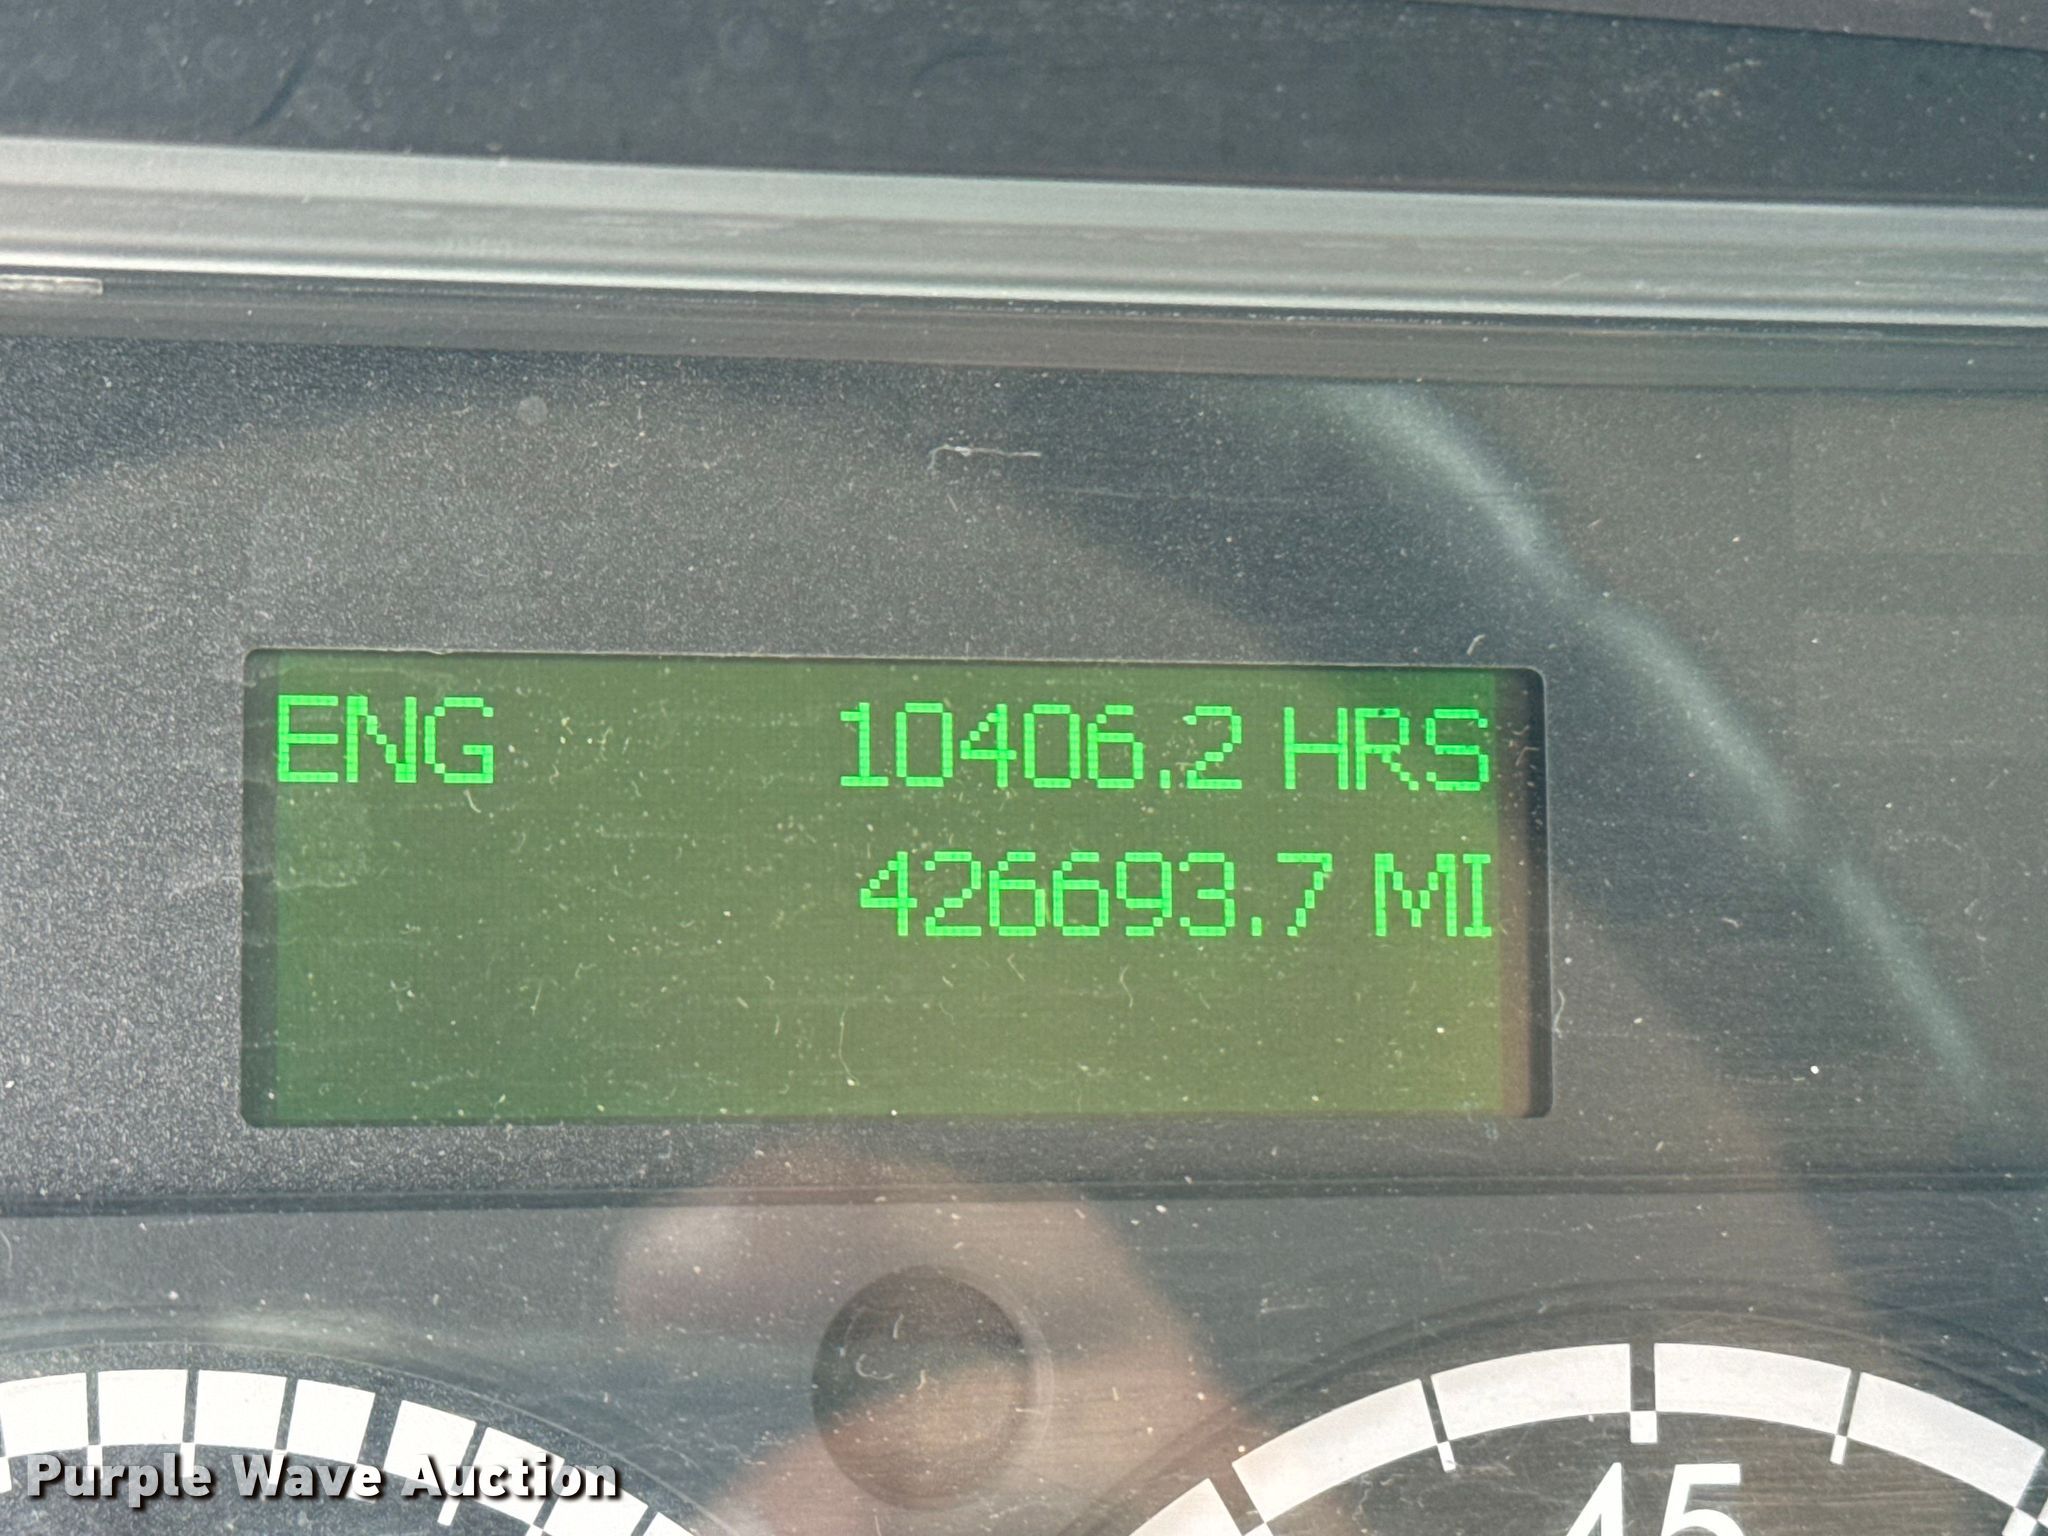 ENG 10406.2 HRS
426693.7 MI
45
Purple Wave Auction